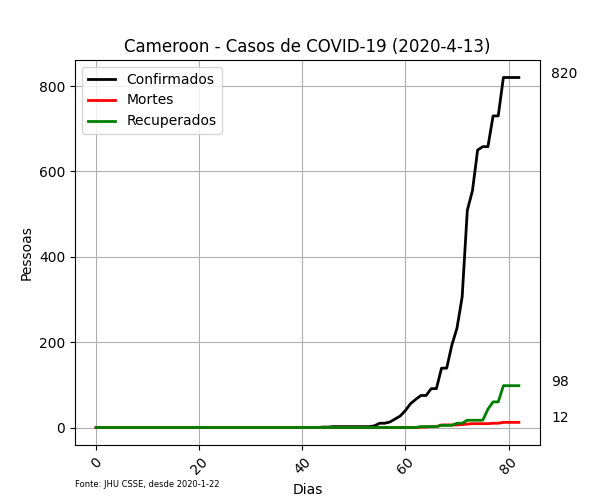 Cameroon - Casos de COVID-19 (2020-4-13)
Confirmados
Mortes
Recuperados
820
98
12
Pessoas
800
600
400
200
0
0
20
40
60
80
Dias
Fonte: JHU CSSE, desde 2020-1-22